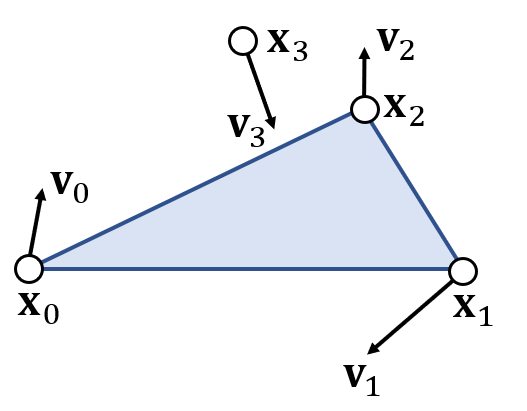 x₃
v₂
x₂
v₃
v₀
x₀
x₁
v₁